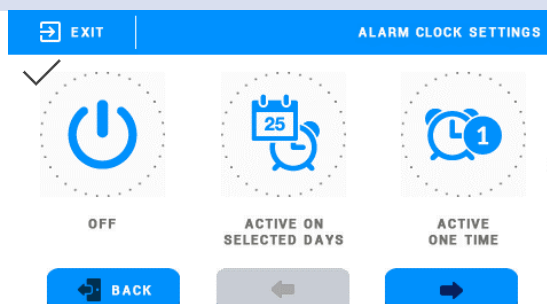 EXIT
ALARM CLOCK SETTINGS
25
1
OFF
ACTIVE ON
SELECTED DAYS
ACTIVE
ONE TIME
BACK